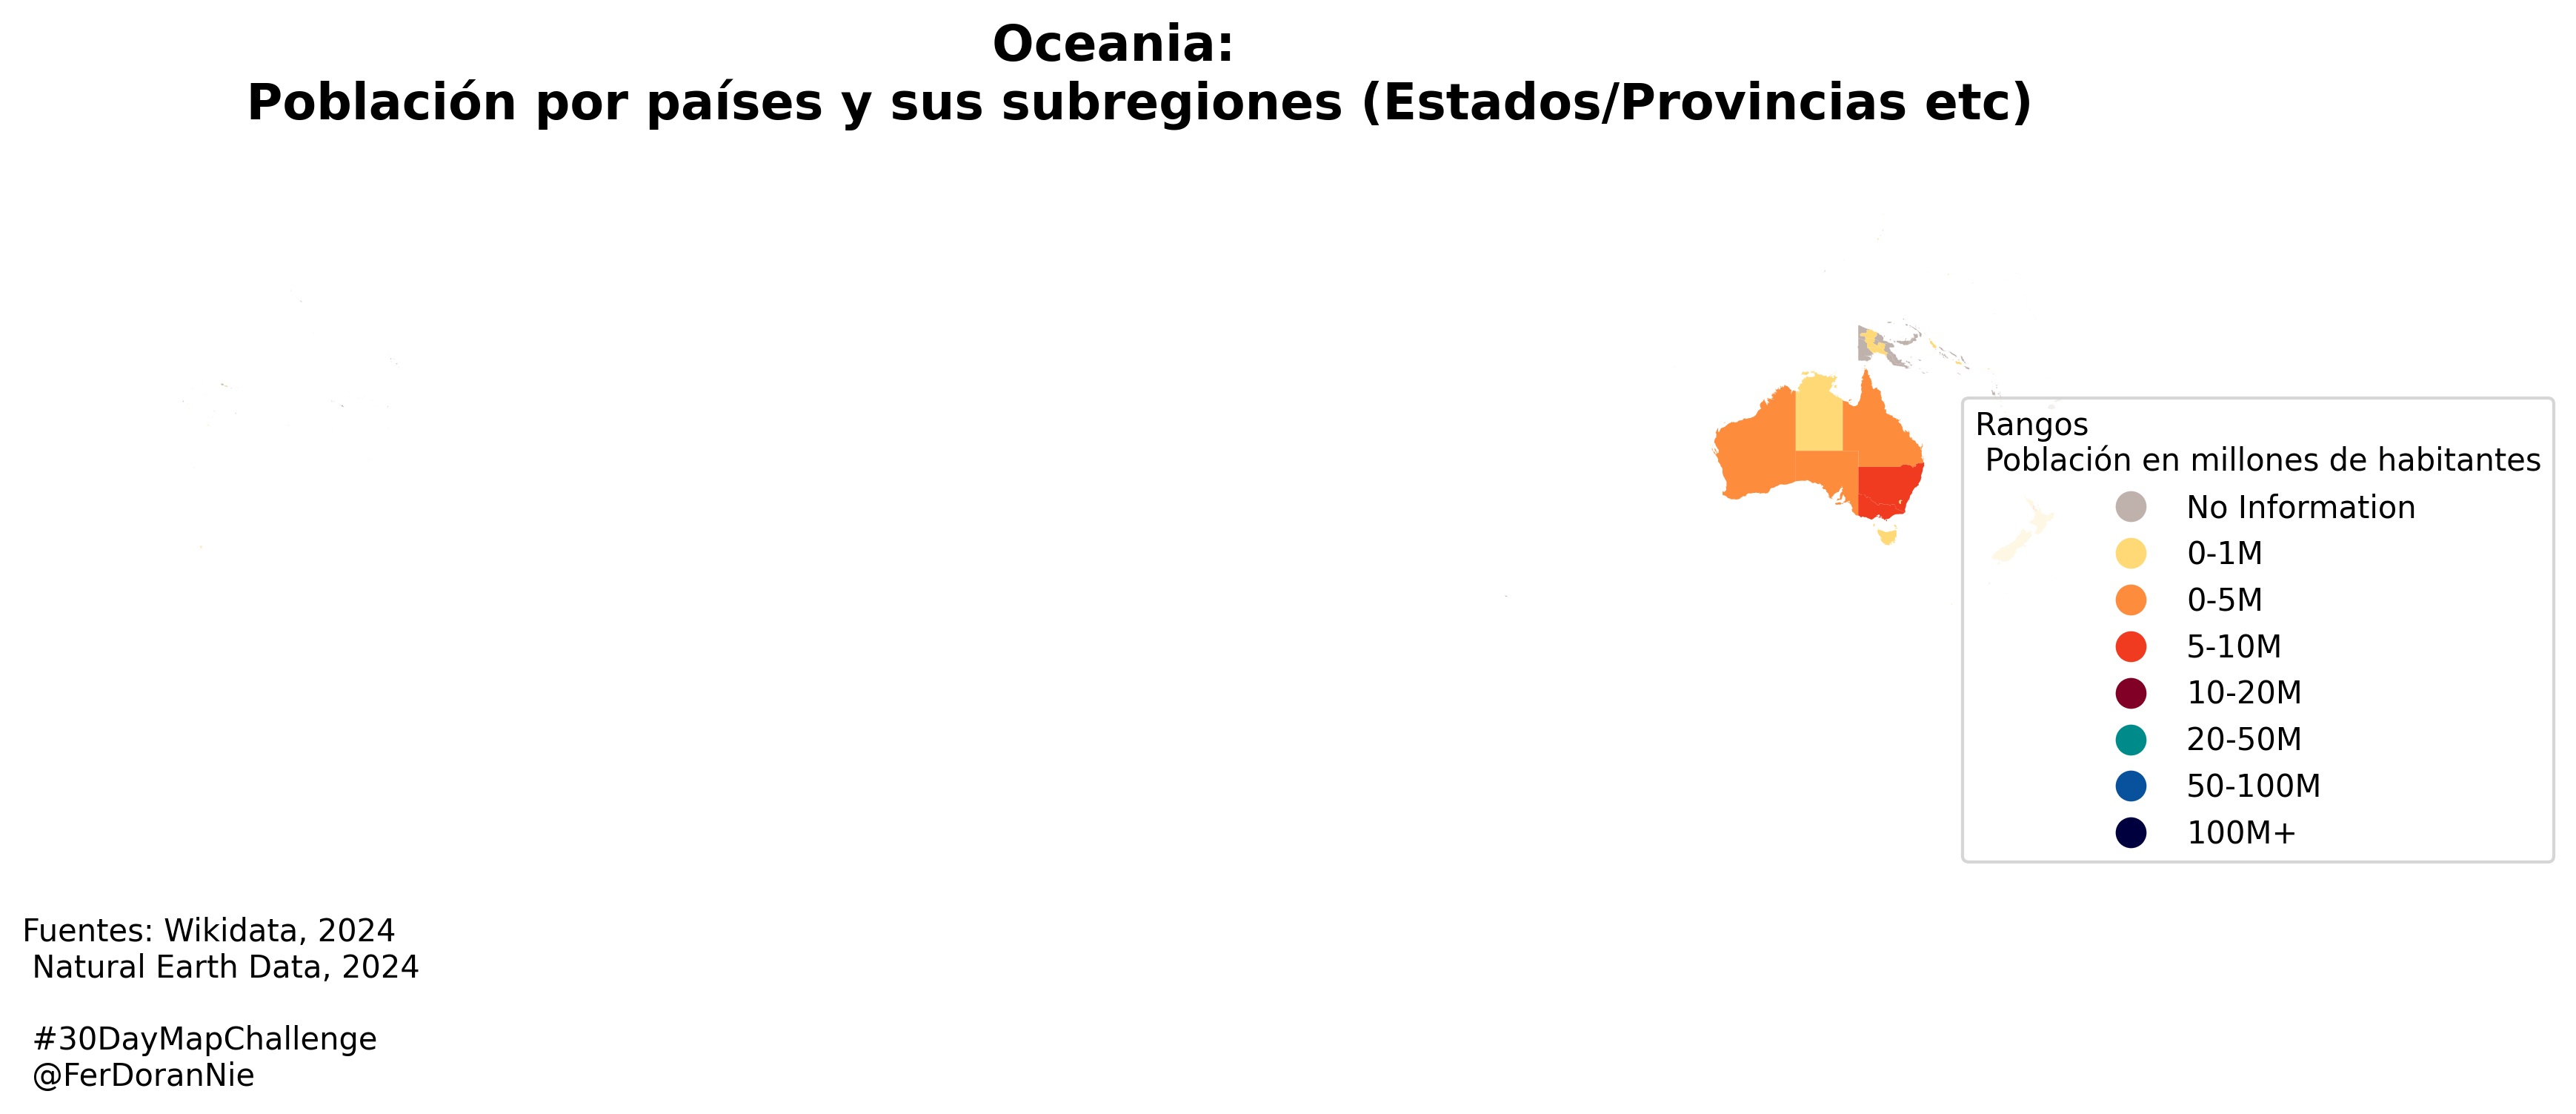 Oceania:
Población por países y sus subregiones (Estados/Provincias etc)
Rangos
Población en millones de habitantes
No Information
0-1M
0-5M
5-10M
10-20M
20-50M
50-100M
100M+
Fuentes: Wikidata, 2024
Natural Earth Data, 2024
#30DayMapChallenge
@FerDoranNie